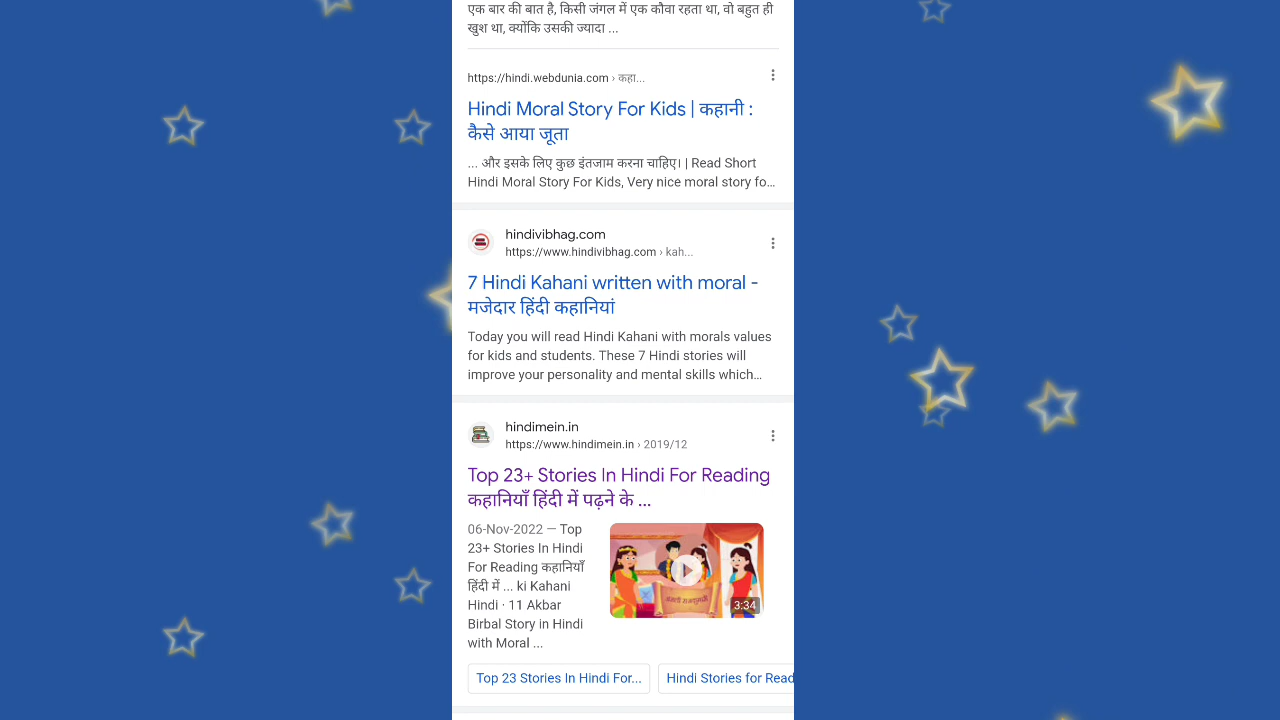 एक बार की बात है, किसी जंगल में एक कौवा रहता था, वो बहुत ही
खुश था, क्योंकि उसकी ज्यादा ...
https://hindi.webdunia.com › कहा...
Hindi Moral Story For Kids | कहानी :
कैसे आया जूता
... और इसके लिए कुछ इंतजाम करना चाहिए। | Read Short
Hindi Moral Story For Kids, Very nice moral story fo...
hindivibhag.com
https://www.hindivibhag.com › kah...
7 Hindi Kahani written with moral -
मजेदार हिंदी कहानियां
Today you will read Hindi Kahani with morals values
for kids and students. These 7 Hindi stories will
improve your personality and mental skills which...
hindimein.in
https://www.hindimein.in › 2019/12
Top 23+ Stories In Hindi For Reading
कहानियाँ हिंदी में पढ़ने के ...
06-Nov-2022 — Top
23+ Stories In Hindi
For Reading कहानियाँ
हिंदी में ... ki Kahani
Hindi · 11 Akbar
Birbal Story in Hindi
with Moral ...
असली राजकुमारी
3:34
Top 23 Stories In Hindi For...
Hindi Stories for Read